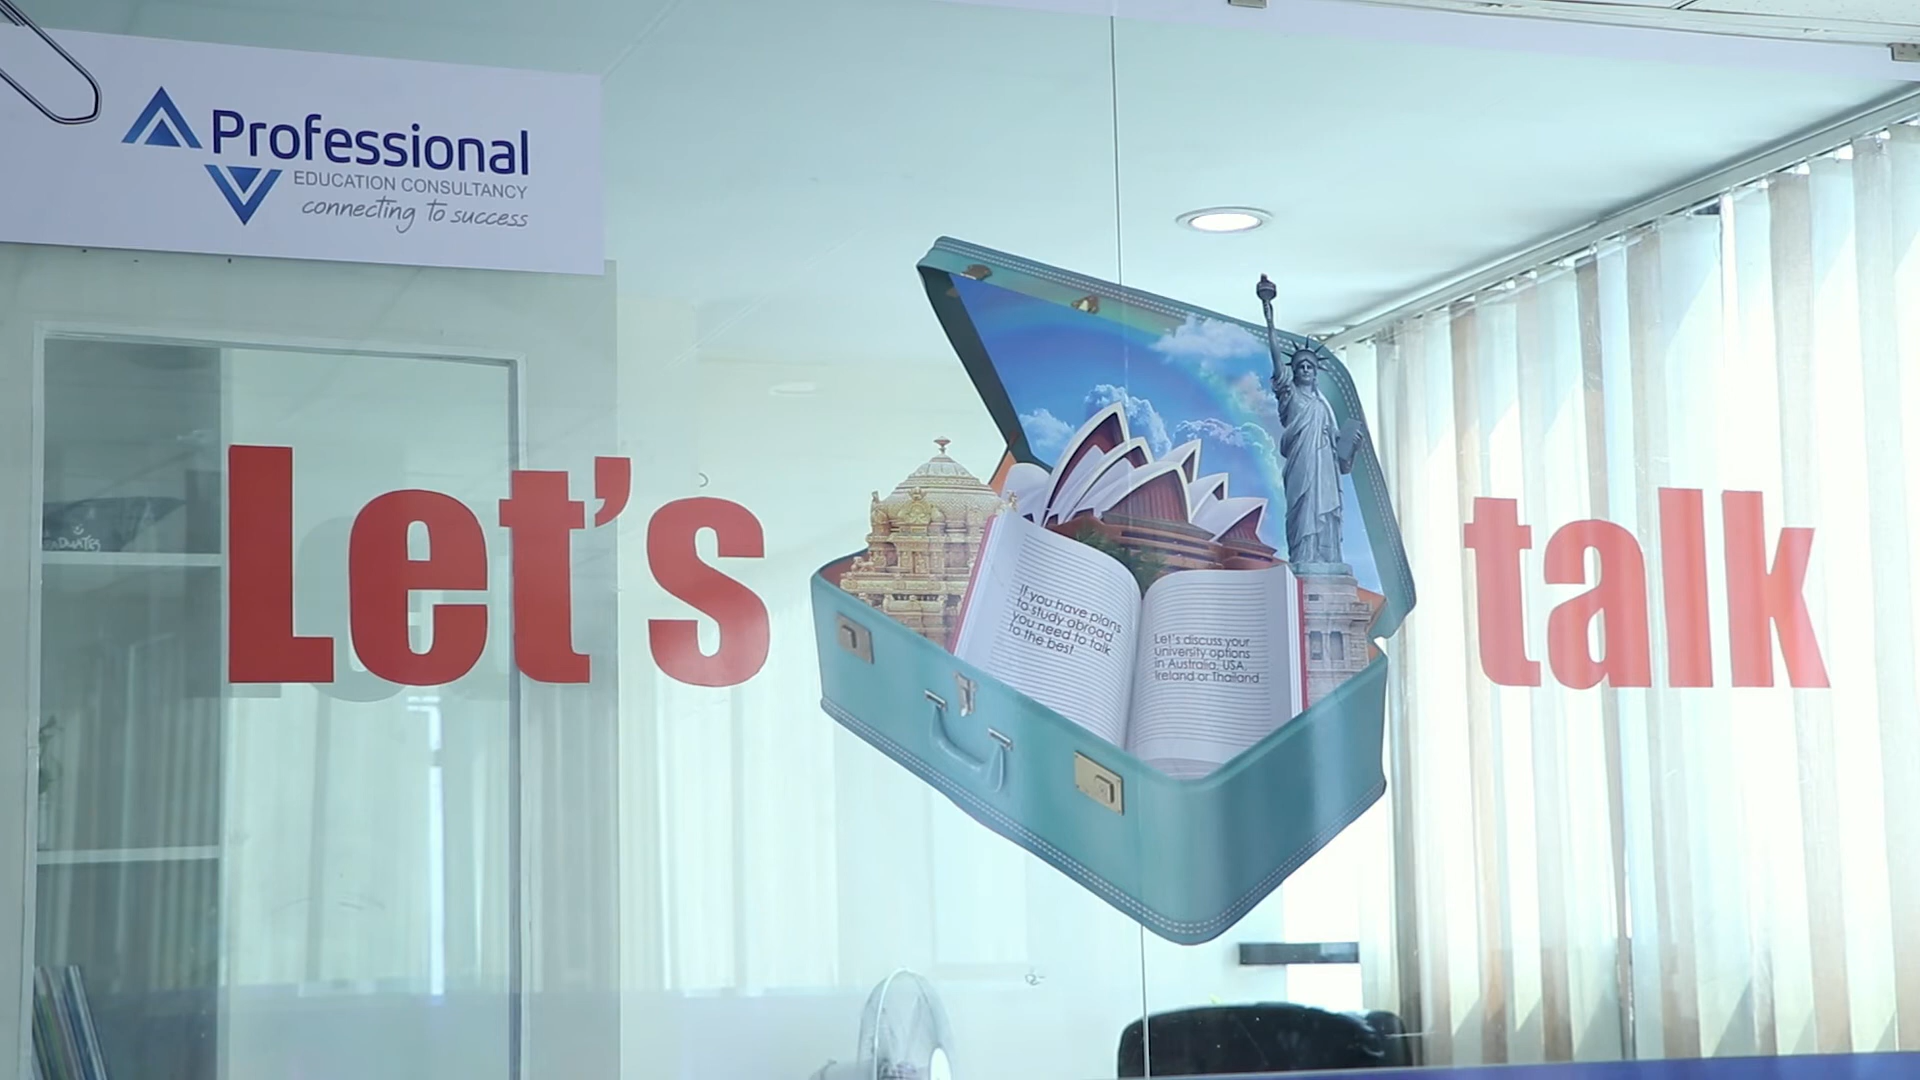 Professional
EDUCATION CONSULTANCY
connecting to success
Let's talk
If you have plans
to study abroad
you need to talk
to the best
Let's discuss your
university options
in Australia, USA,
Ireland or Thailand